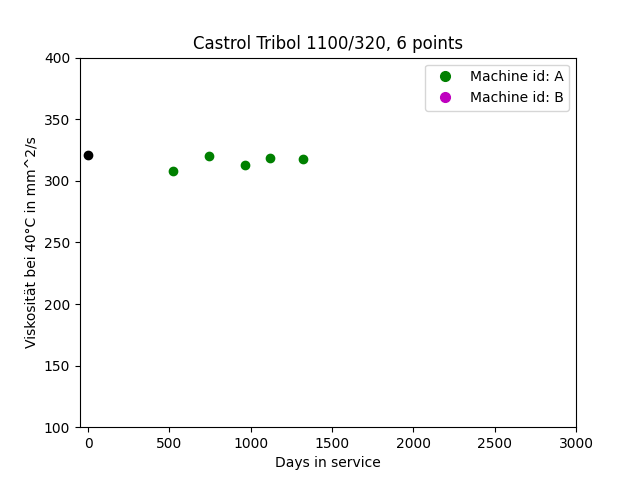 Castrol Tribol 1100/320, 6 points
Machine id: A
Machine id: B
Viskosität bei 40°C in mm^2/s
400
350
300
250
200
150
100
0 500 1000 1500 2000 2500 3000
Days in service